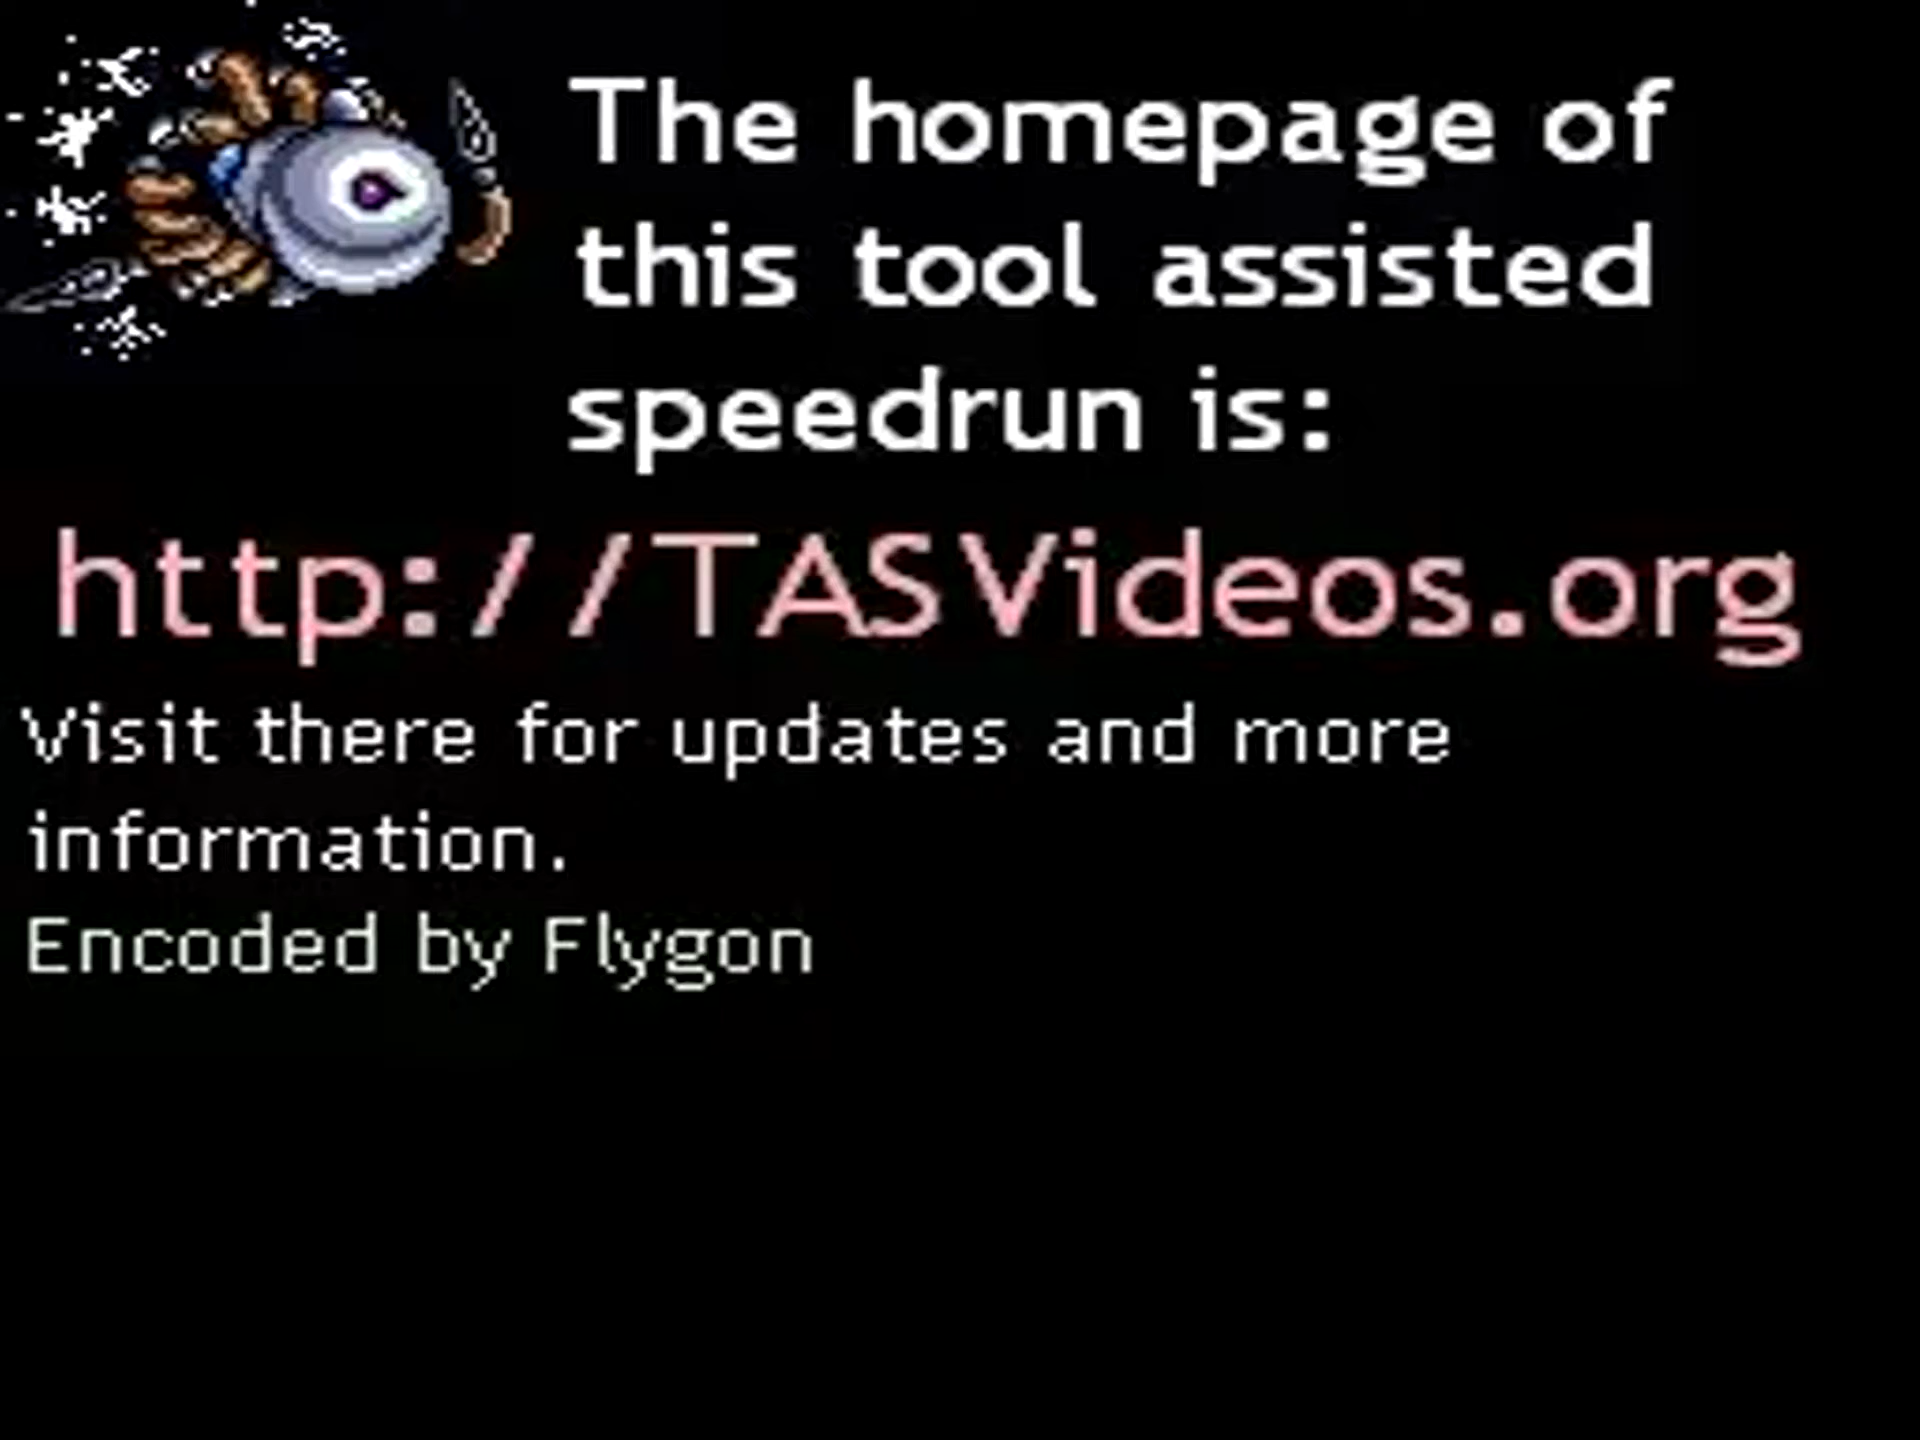 The homepage of
this tool assisted
speedrun is:
http://TASVideos.org
Visit there for updates and more
information.
Encoded by Flygon